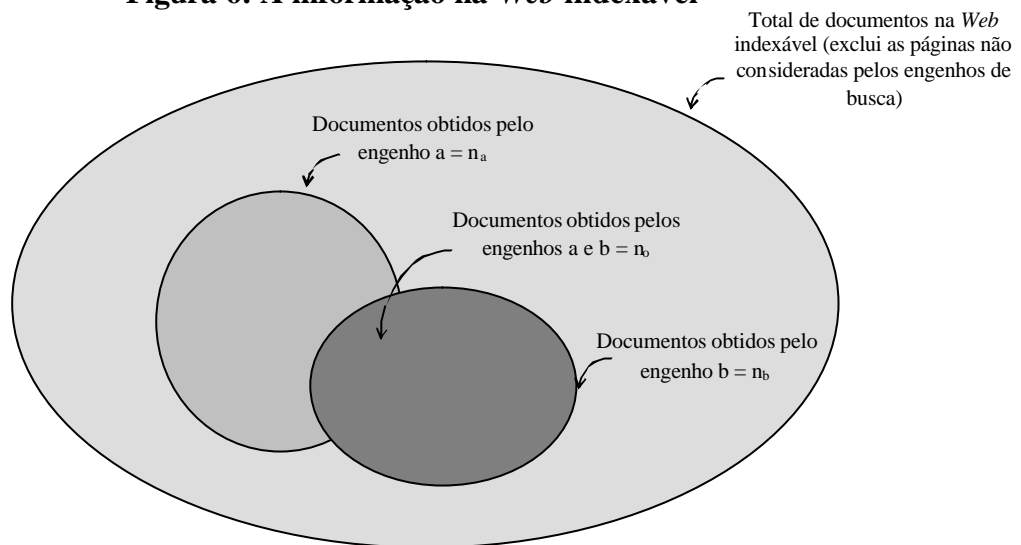 Figura 6: A informação na Web indexável
Total de documentos na Web
indexável (exclui as páginas não
consideradas pelos engenhos de
busca)
Documentos obtidos pelo
engenho a = na
Documentos obtidos pelos
engenhos a e b = no
Documentos obtidos pelo
engenho b = nb